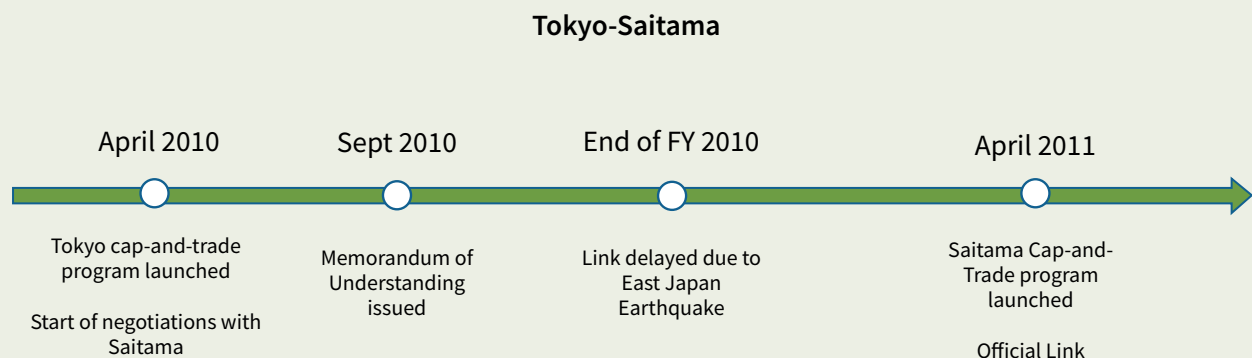 Tokyo-Saitama
April 2010
Tokyo cap-and-trade
program launched
Start of negotiations with
Saitama
Sept 2010
Memorandum of
Understanding
issued
End of FY 2010
Link delayed due to
East Japan
Earthquake
April 2011
Saitama Cap-and-
Trade program
launched
Official Link